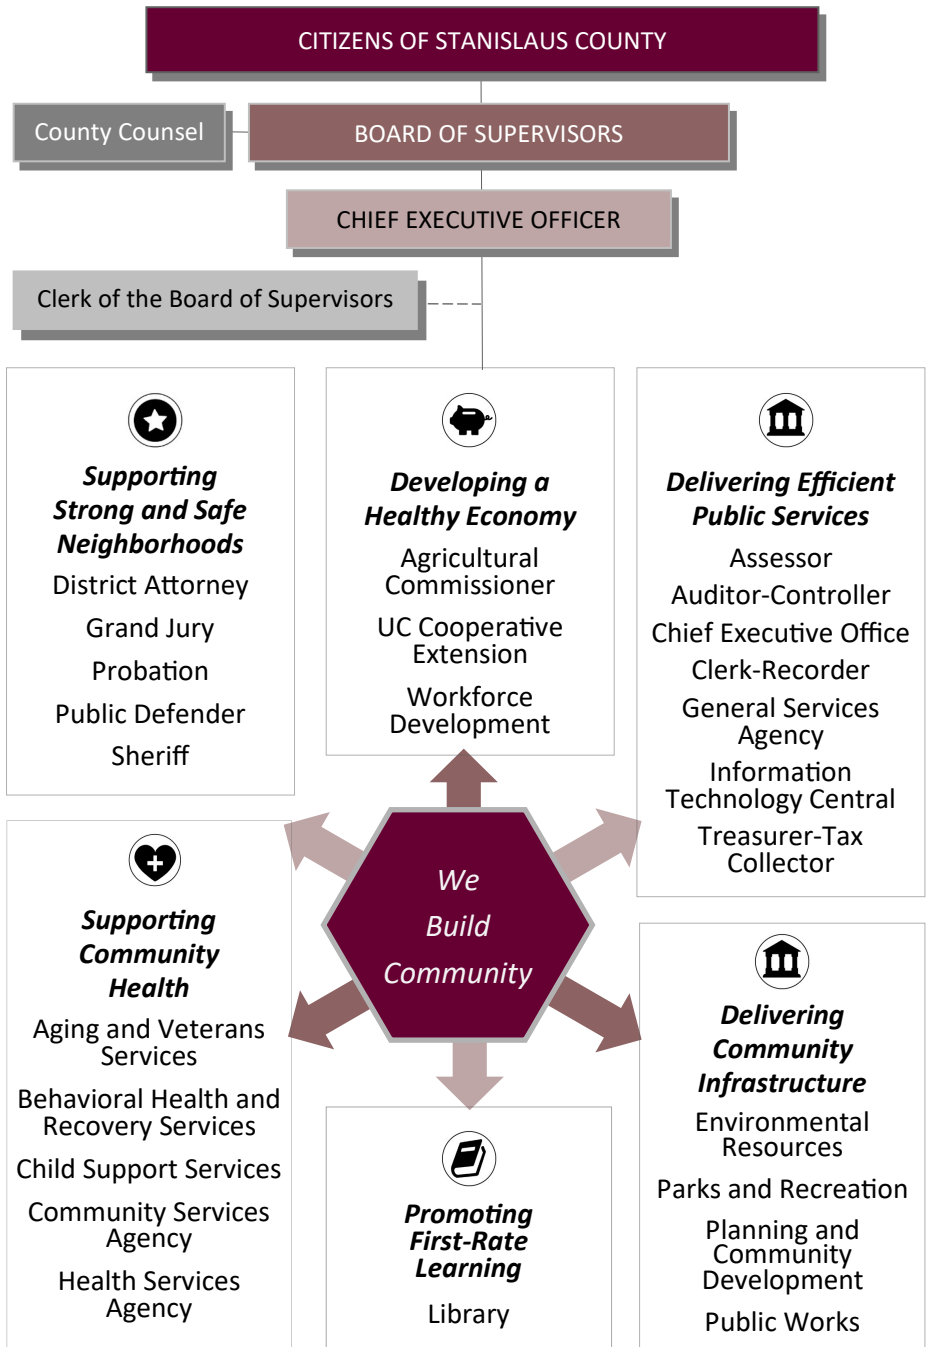 CITIZENS OF STANISLAUS COUNTY
County Counsel
BOARD OF SUPERVISORS
CHIEF EXECUTIVE OFFICER
Clerk of the Board of Supervisors
Supporting
Strong and Safe
Neighborhoods
District Attorney
Grand Jury
Probation
Public Defender
Sheriff
Developing a
Healthy Economy
Agricultural
Commissioner
UC Cooperative
Extension
Workforce
Development
Delivering Efficient
Public Services
Assessor
Auditor-Controller
Chief Executive Office
Clerk-Recorder
General Services
Agency
Information
Technology Central
Treasurer-Tax
Collector
We
Build
Community
Supporting
Community
Health
Aging and Veterans
Services
Behavioral Health and
Recovery Services
Child Support Services
Community Services
Agency
Health Services
Agency
Promoting
First-Rate
Learning
Library
Delivering
Community
Infrastructure
Environmental
Resources
Parks and Recreation
Planning and
Community
Development
Public Works